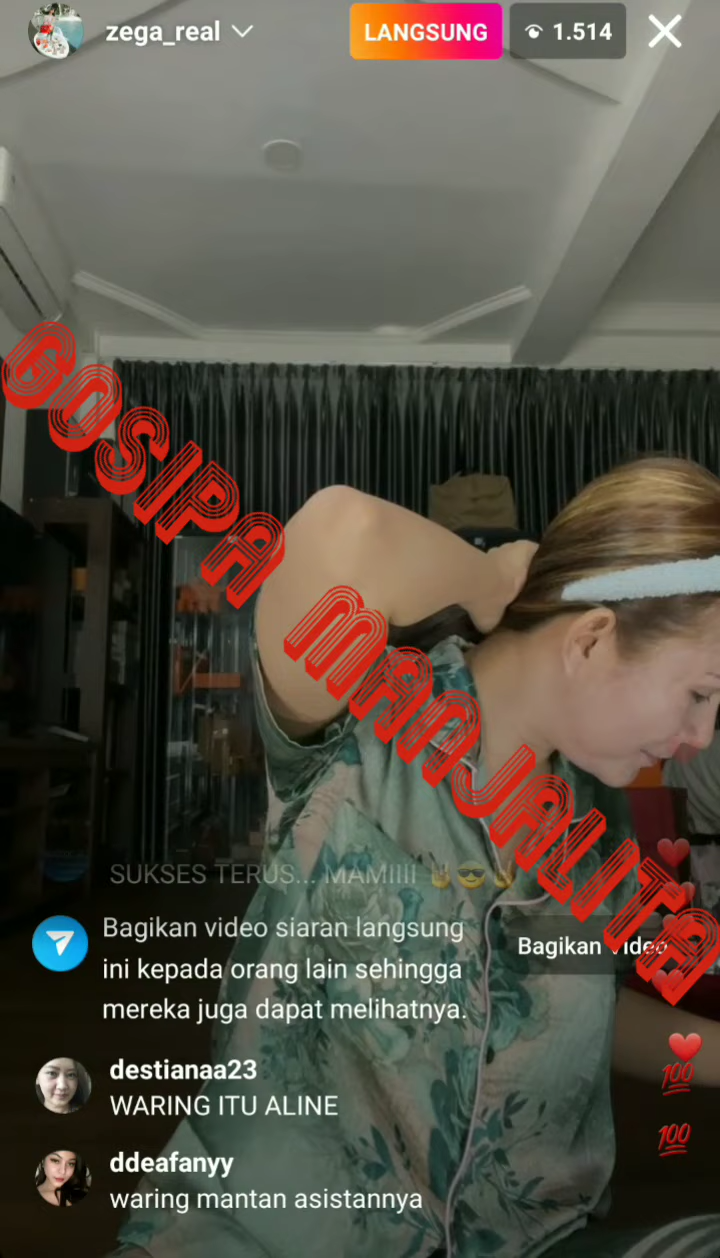 zega_real
LANGSUNG
1.514
GOSIPA MANJALITA
SUKSES TERUS... MAMIIII 🤘😎🤘
Bagikan video siaran langsung
ini kepada orang lain sehingga
mereka juga dapat melihatnya.
Bagikan video
destianaa23
WARING ITU ALINE
ddeafanyy
waring mantan asistannya
💯
💯